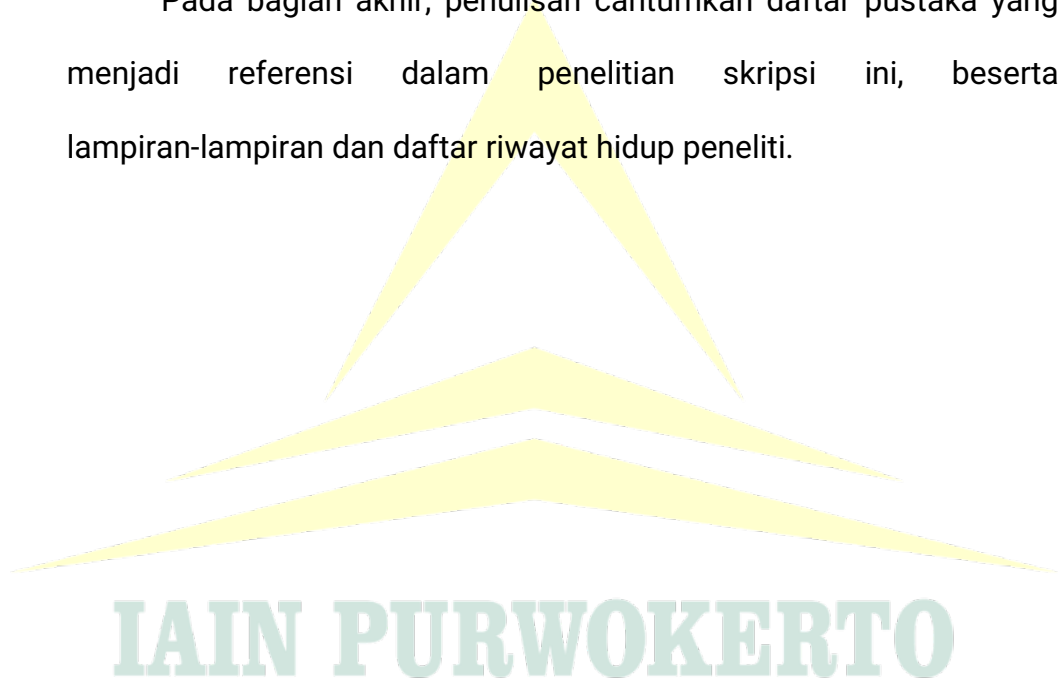 Pada bagian akhir, penulisan cantumkan daftar pustaka yang
menjadi referensi dalam penelitian skripsi ini, beserta
lampiran-lampiran dan daftar riwayat hidup peneliti.
IAIN PURWOKERTO